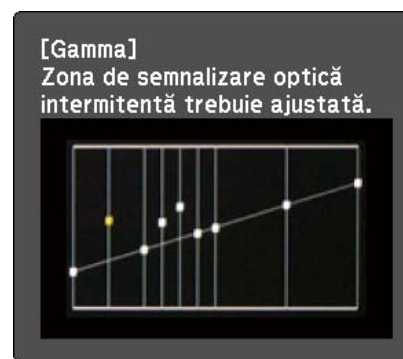 [Gamma]
Zona de semnalizare optică
intermitentă trebuie ajustată.